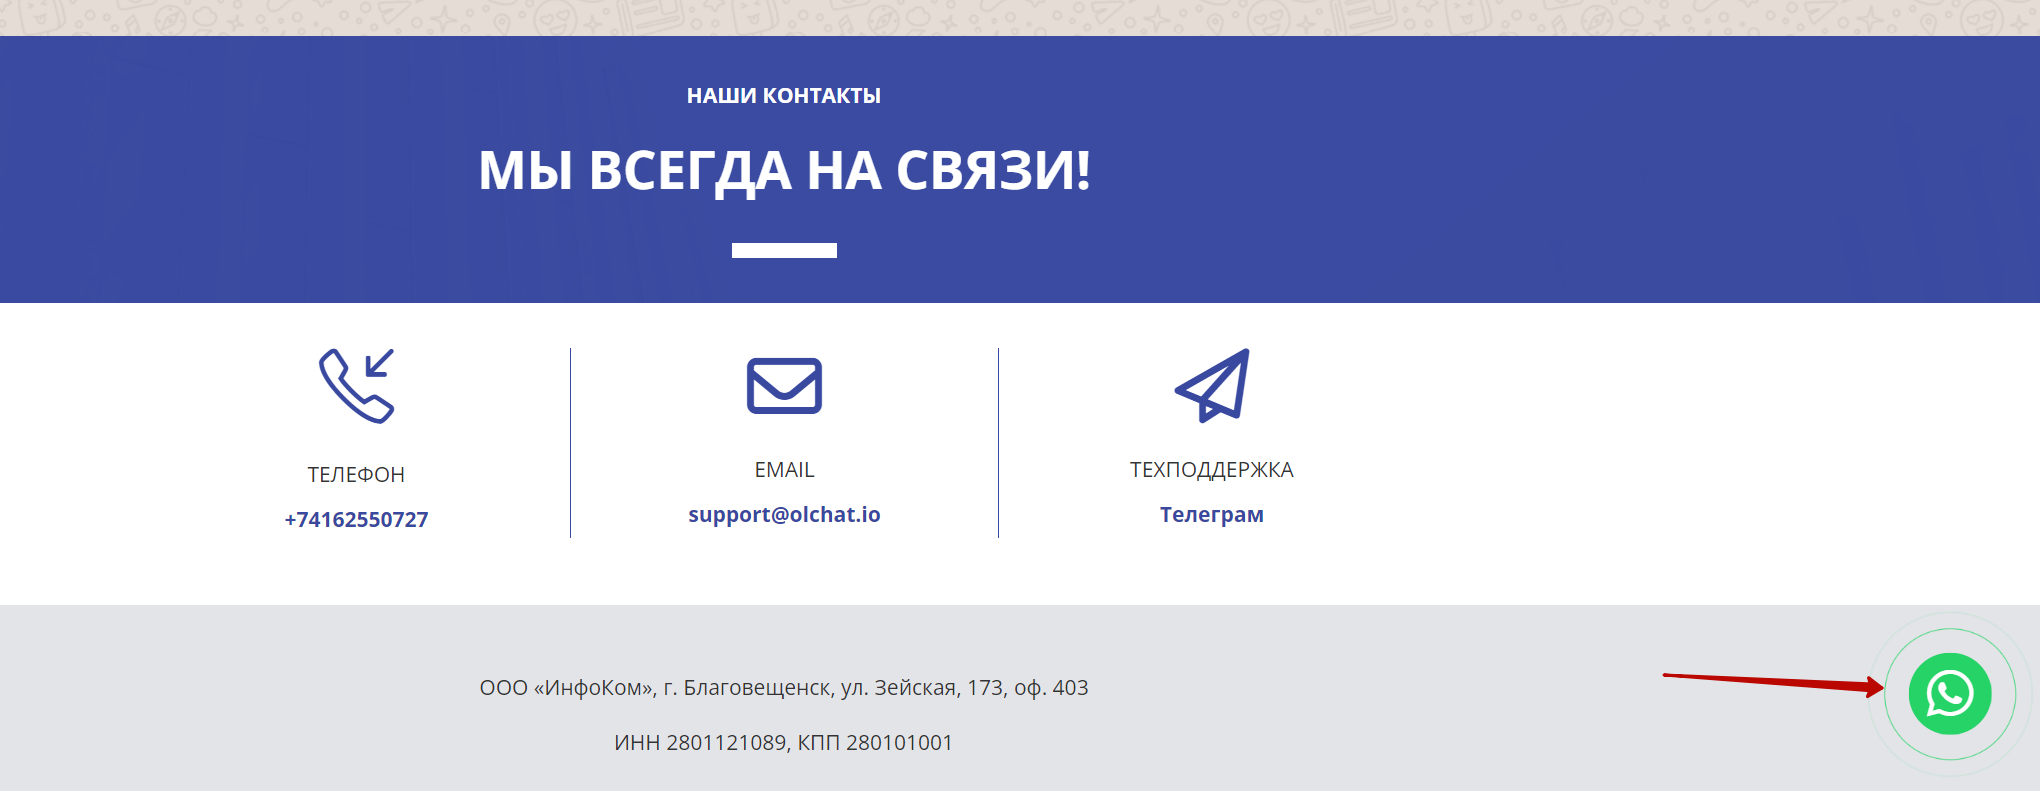 НАШИ КОНТАКТЫ
МЫ ВСЕГДА НА СВЯЗИ!
ТЕЛЕФОН
+74162550727
EMAIL
support@olchat.io
ТЕХПОДДЕРЖКА
Телеграм
ООО «ИнфоКом», г. Благовещенск, ул. Зейская, 173, оф. 403
ИНН 2801121089, КПП 280101001